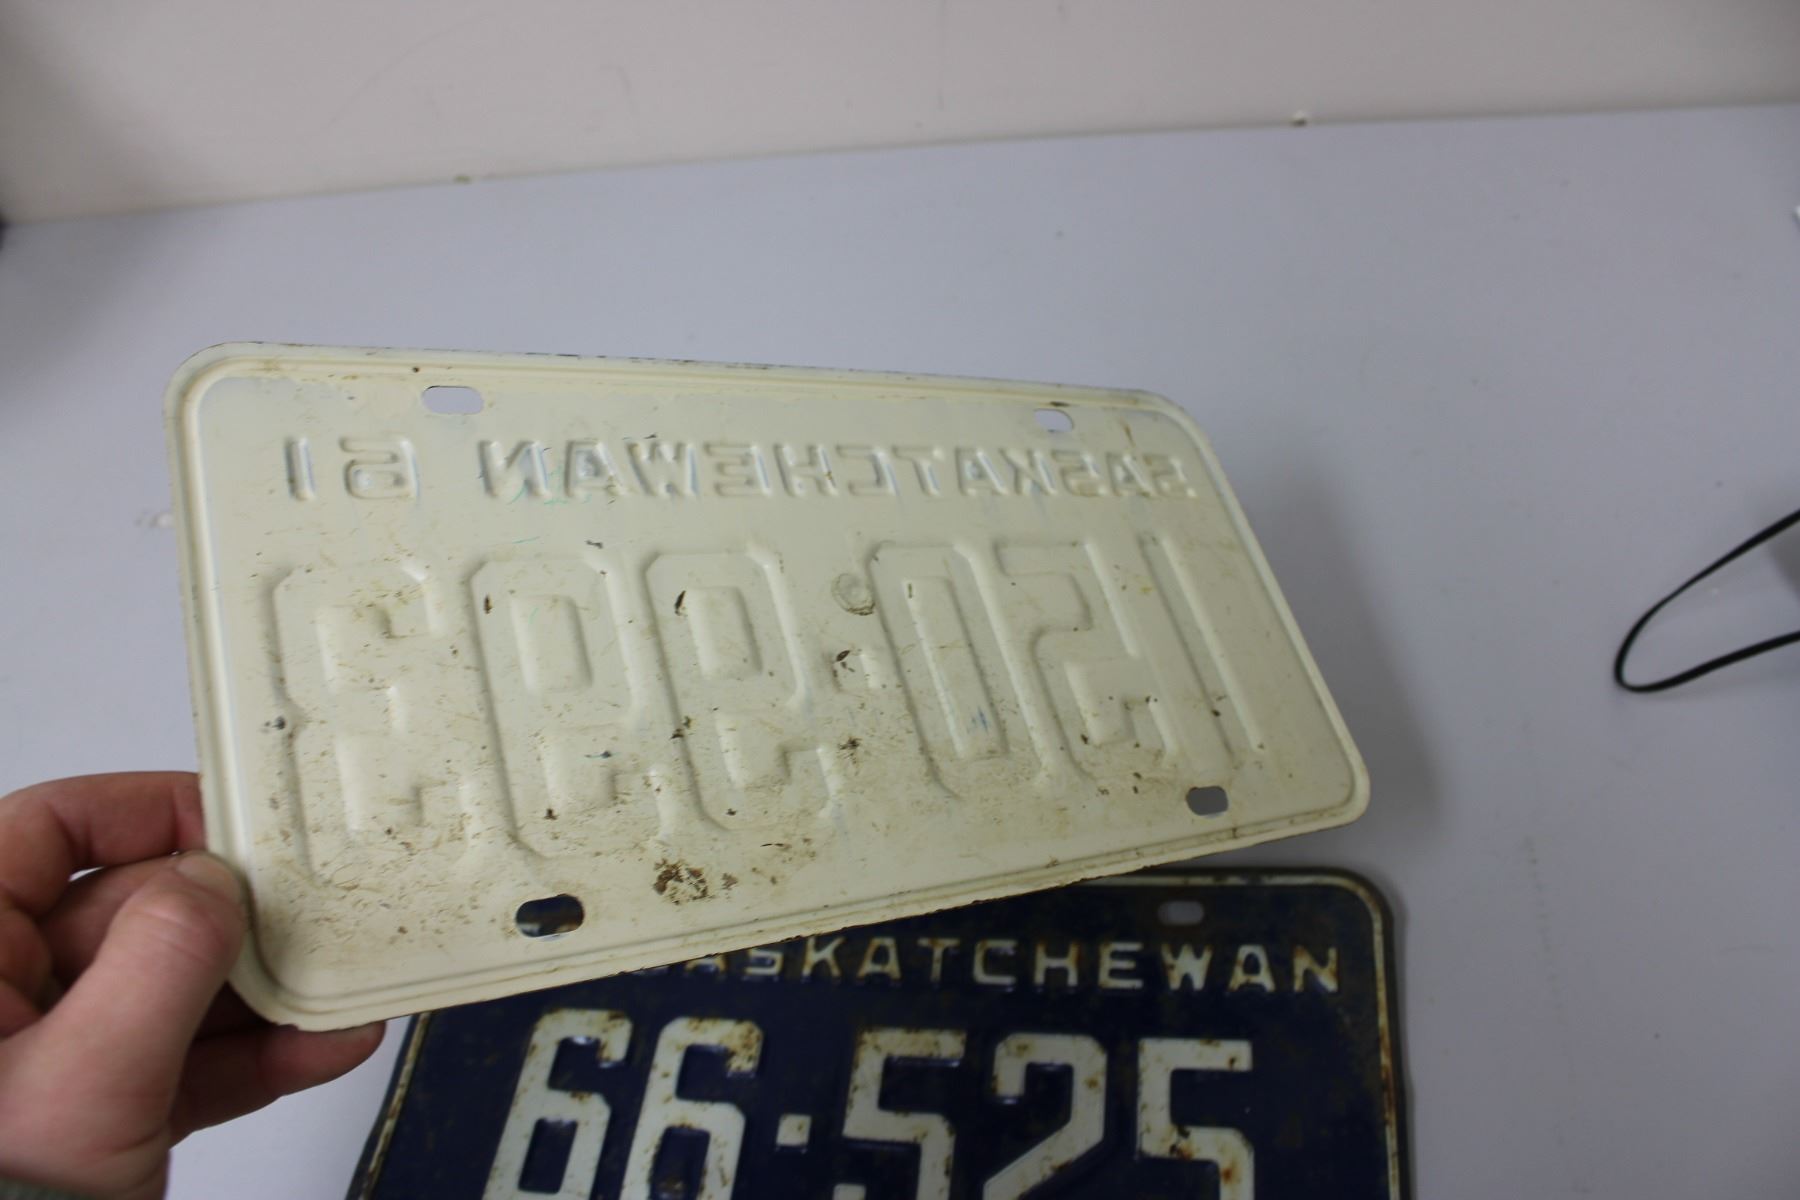 SASKATCHEWAN 61
150·993
SASKATCHEWAN
66·525